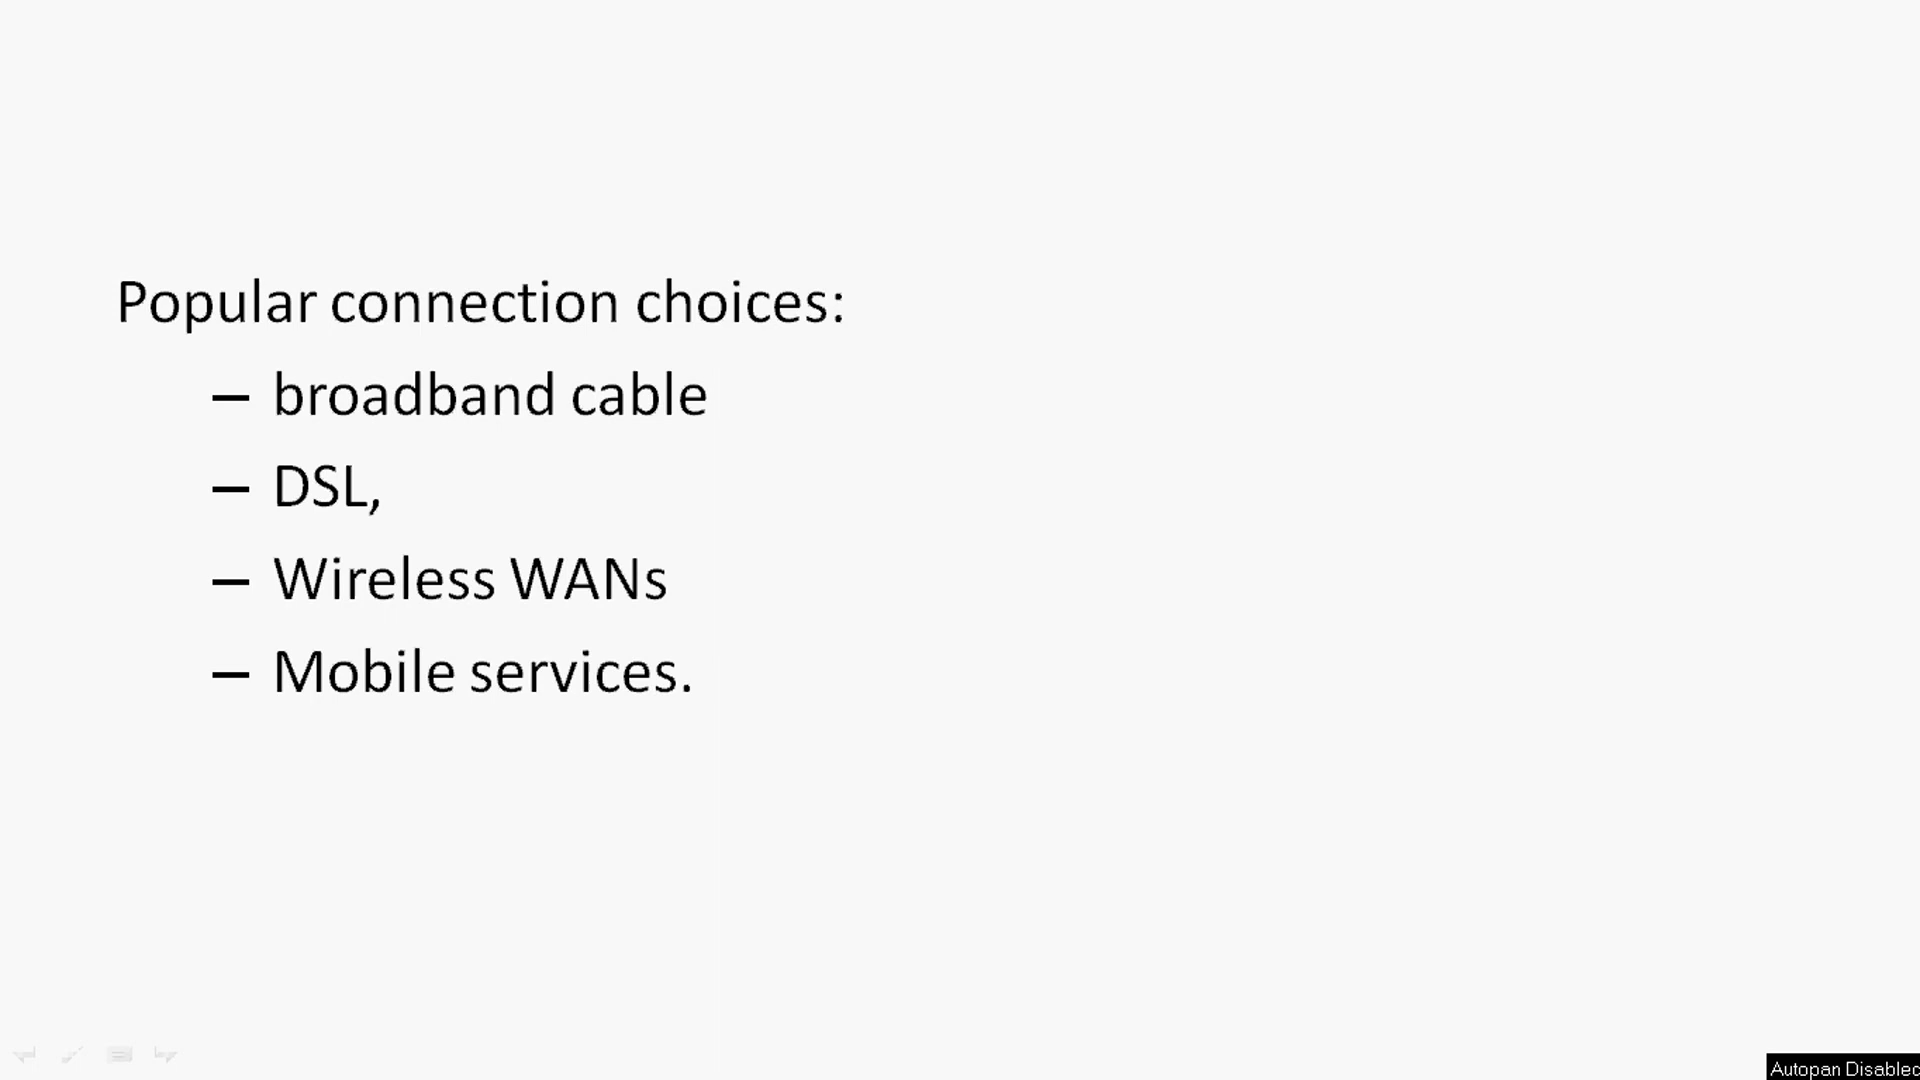 Popular connection choices:
– broadband cable
– DSL,
– Wireless WANs
– Mobile services.
Autopan Disabled